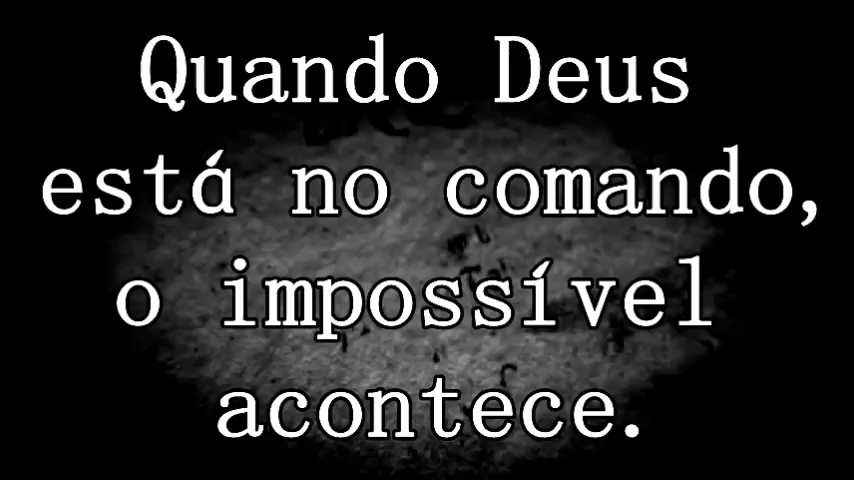 Quando Deus
está no comando,
o impossível
acontece.